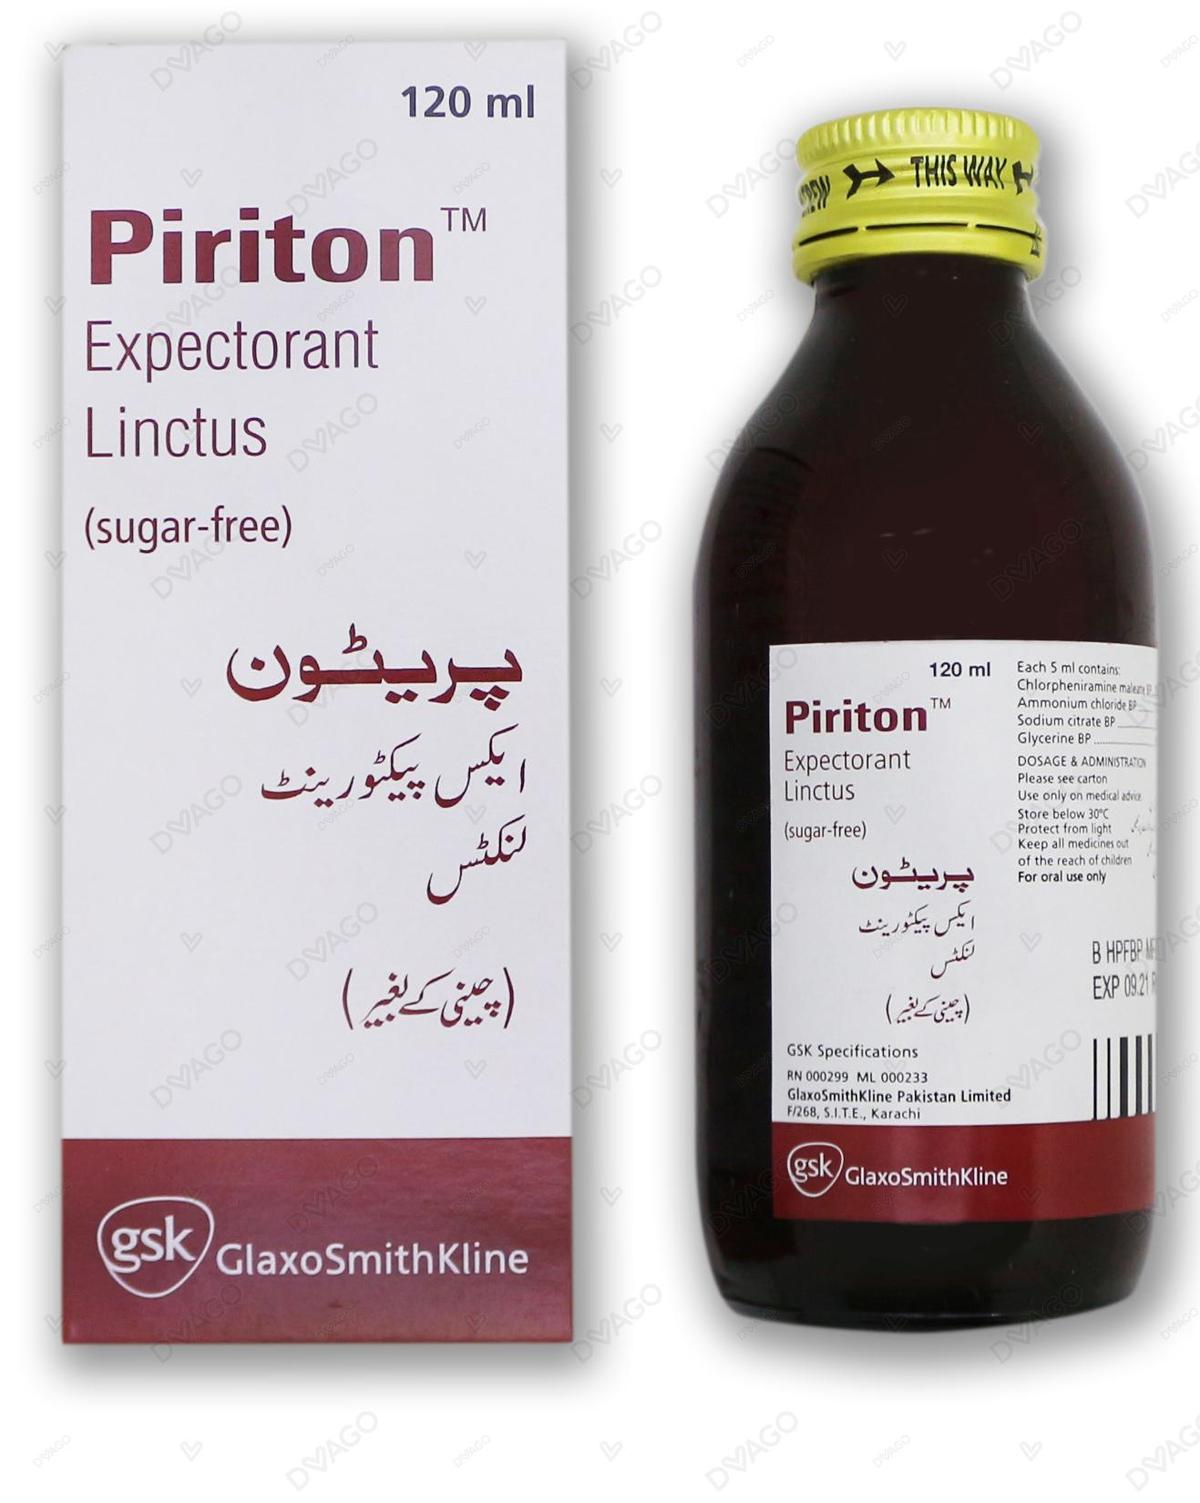 120 ml
Piriton™
Expectorant
Linctus
(sugar-free)
پریٹون
ایکس پیکٹورینٹ
لنکٹس
(چینی کے بغیر)
gsk GlaxoSmithKline
THIS WAY
120 ml
Piriton™
Expectorant
Linctus
(sugar-free)
پریٹون
ایکس پیکٹورینٹ
لنکٹس
(چینی کے بغیر)
GSK Specifications
RN 000299 ML 000233
GlaxoSmithKline Pakistan Limited
F/268, S.I.T.E., Karachi
gsk GlaxoSmithKline
Each 5 ml contains:
Chlorpheniramine maleate BP
Ammonium chloride BP
Sodium citrate BP
Glycerine BP
DOSAGE & ADMINISTRATION
Please see carton
Use only on medical advice
Store below 30°C
Protect from light
Keep all medicines out
of the reach of children
For oral use only
B HPFBP
EXP 09.21
DVAGO